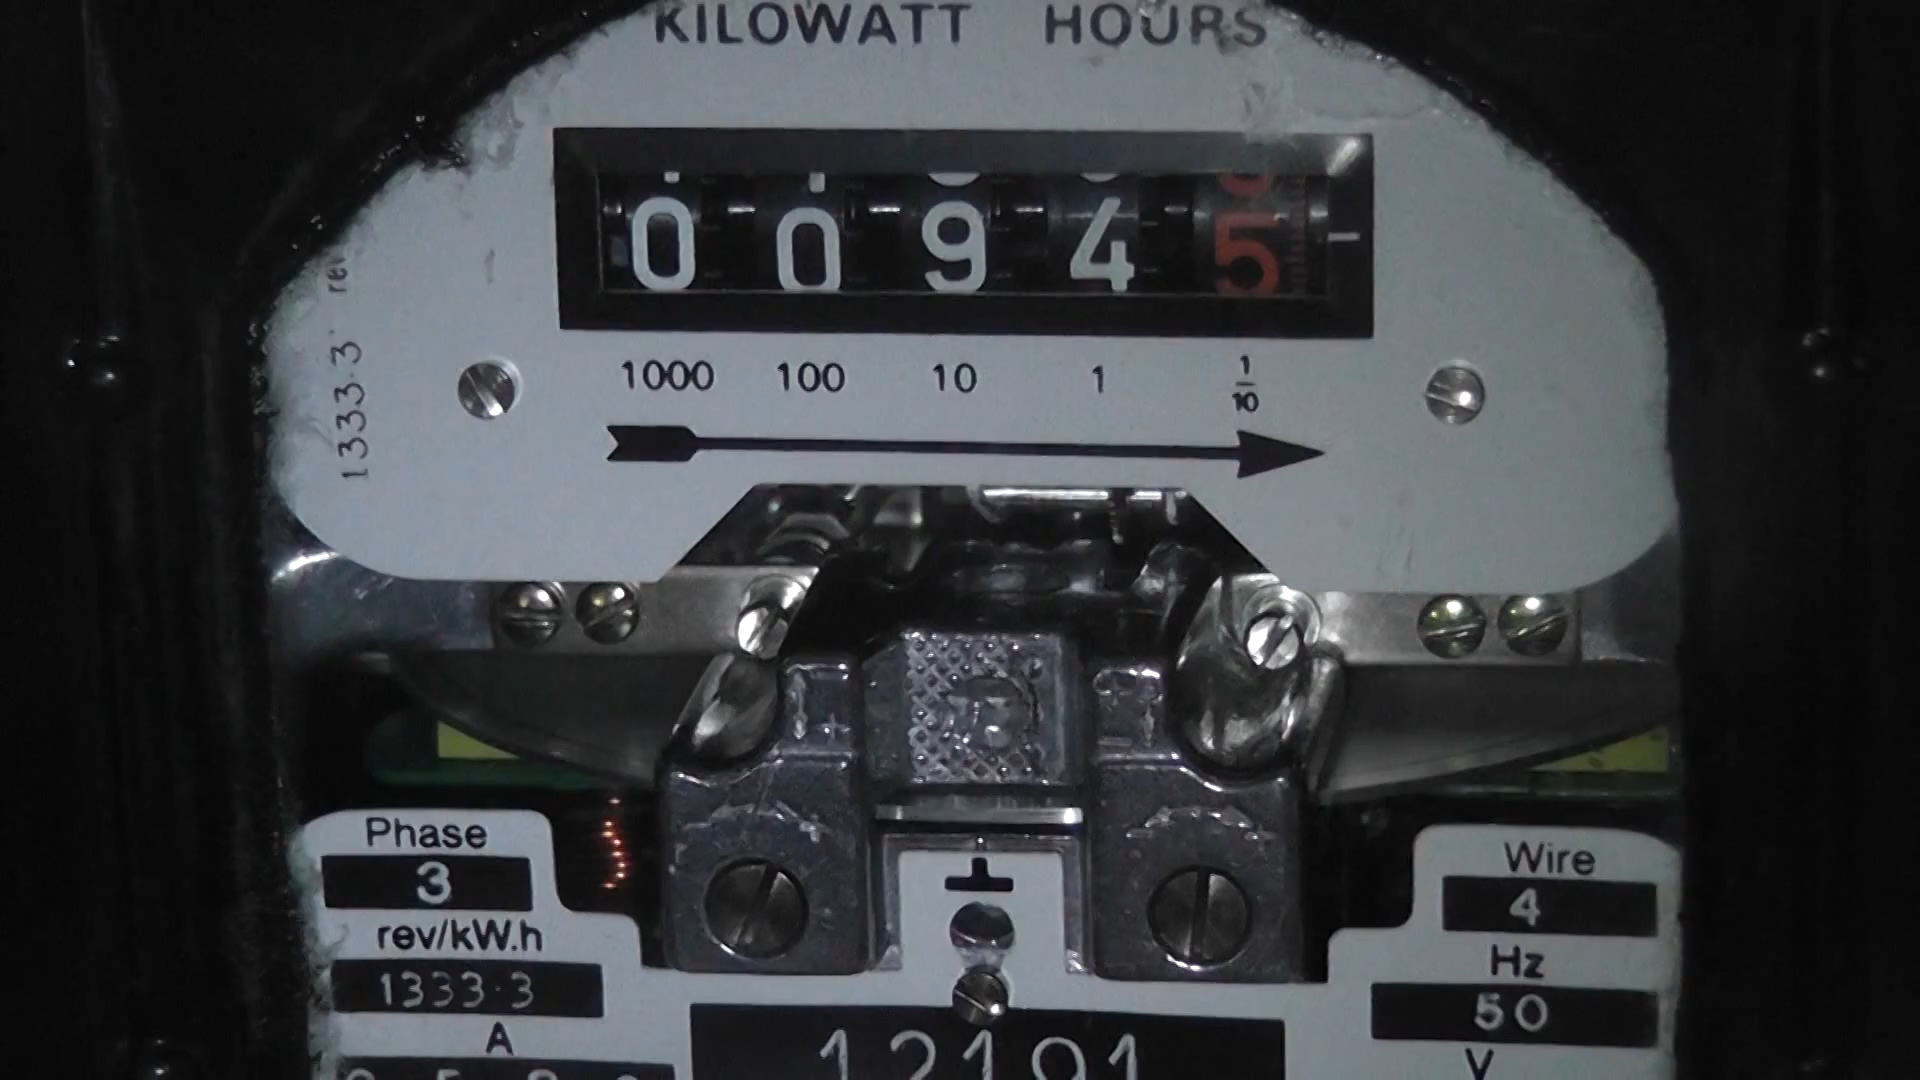 KILOWATT HOURS
0 0 9 4 5
1000 100 10 1 1/10
1333·3 rev
Phase
3
rev/kW.h
1333·3
A
Wire
4
Hz
50
V
12191